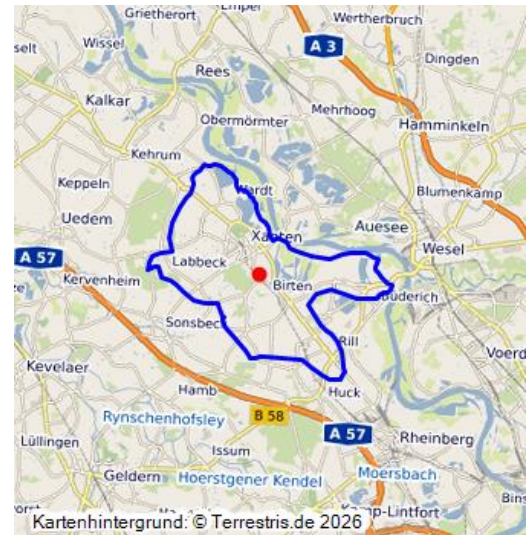 Empel
Grietherort
Wertherbruch
A 3
Wissel
Rees
Dingden
Kalkar
Mehrhoog
Obermörmter
Hamminkeln
Kehrum
Keppeln
Wardt
Blumenkamp
Uedem
Auesee
Xanten
Wesel
A 57
Labbeck
Kervenheim
Birten
Büderich
Sonsbeck
Rill
Voerd
Kevelaer
Hamb
Huck
B 58
Rynschenhofsley
A 57
Lüllingen
Issum
Rheinberg
Geldern
Hoerstgener Kendel
Moersbach
Bins
Kamp-Lintfort
Kartenhintergrund: © Terrestris.de 2026